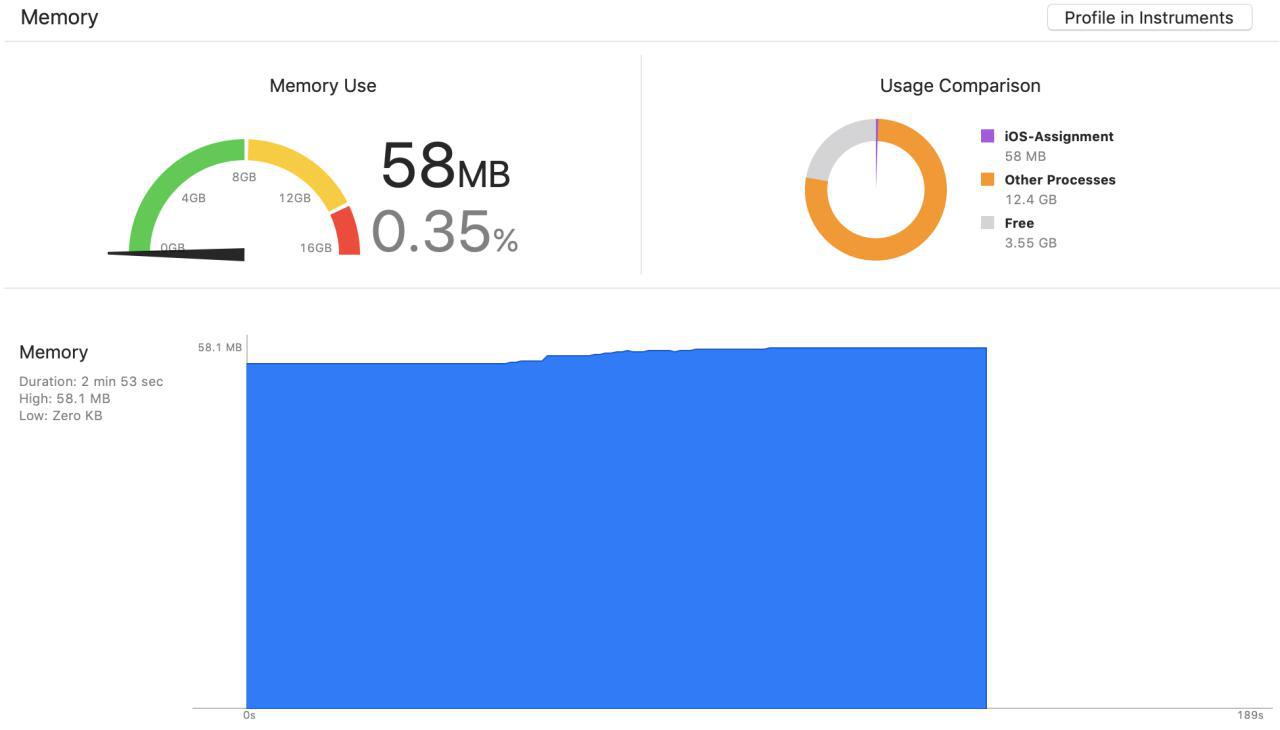 Memory
Profile in Instruments
Memory Use
0GB
4GB
8GB
12GB
16GB
58MB
0.35%
Usage Comparison
iOS-Assignment
58 MB
Other Processes
12.4 GB
Free
3.55 GB
Memory
Duration: 2 min 53 sec
High: 58.1 MB
Low: Zero KB
58.1 MB
0s
189s